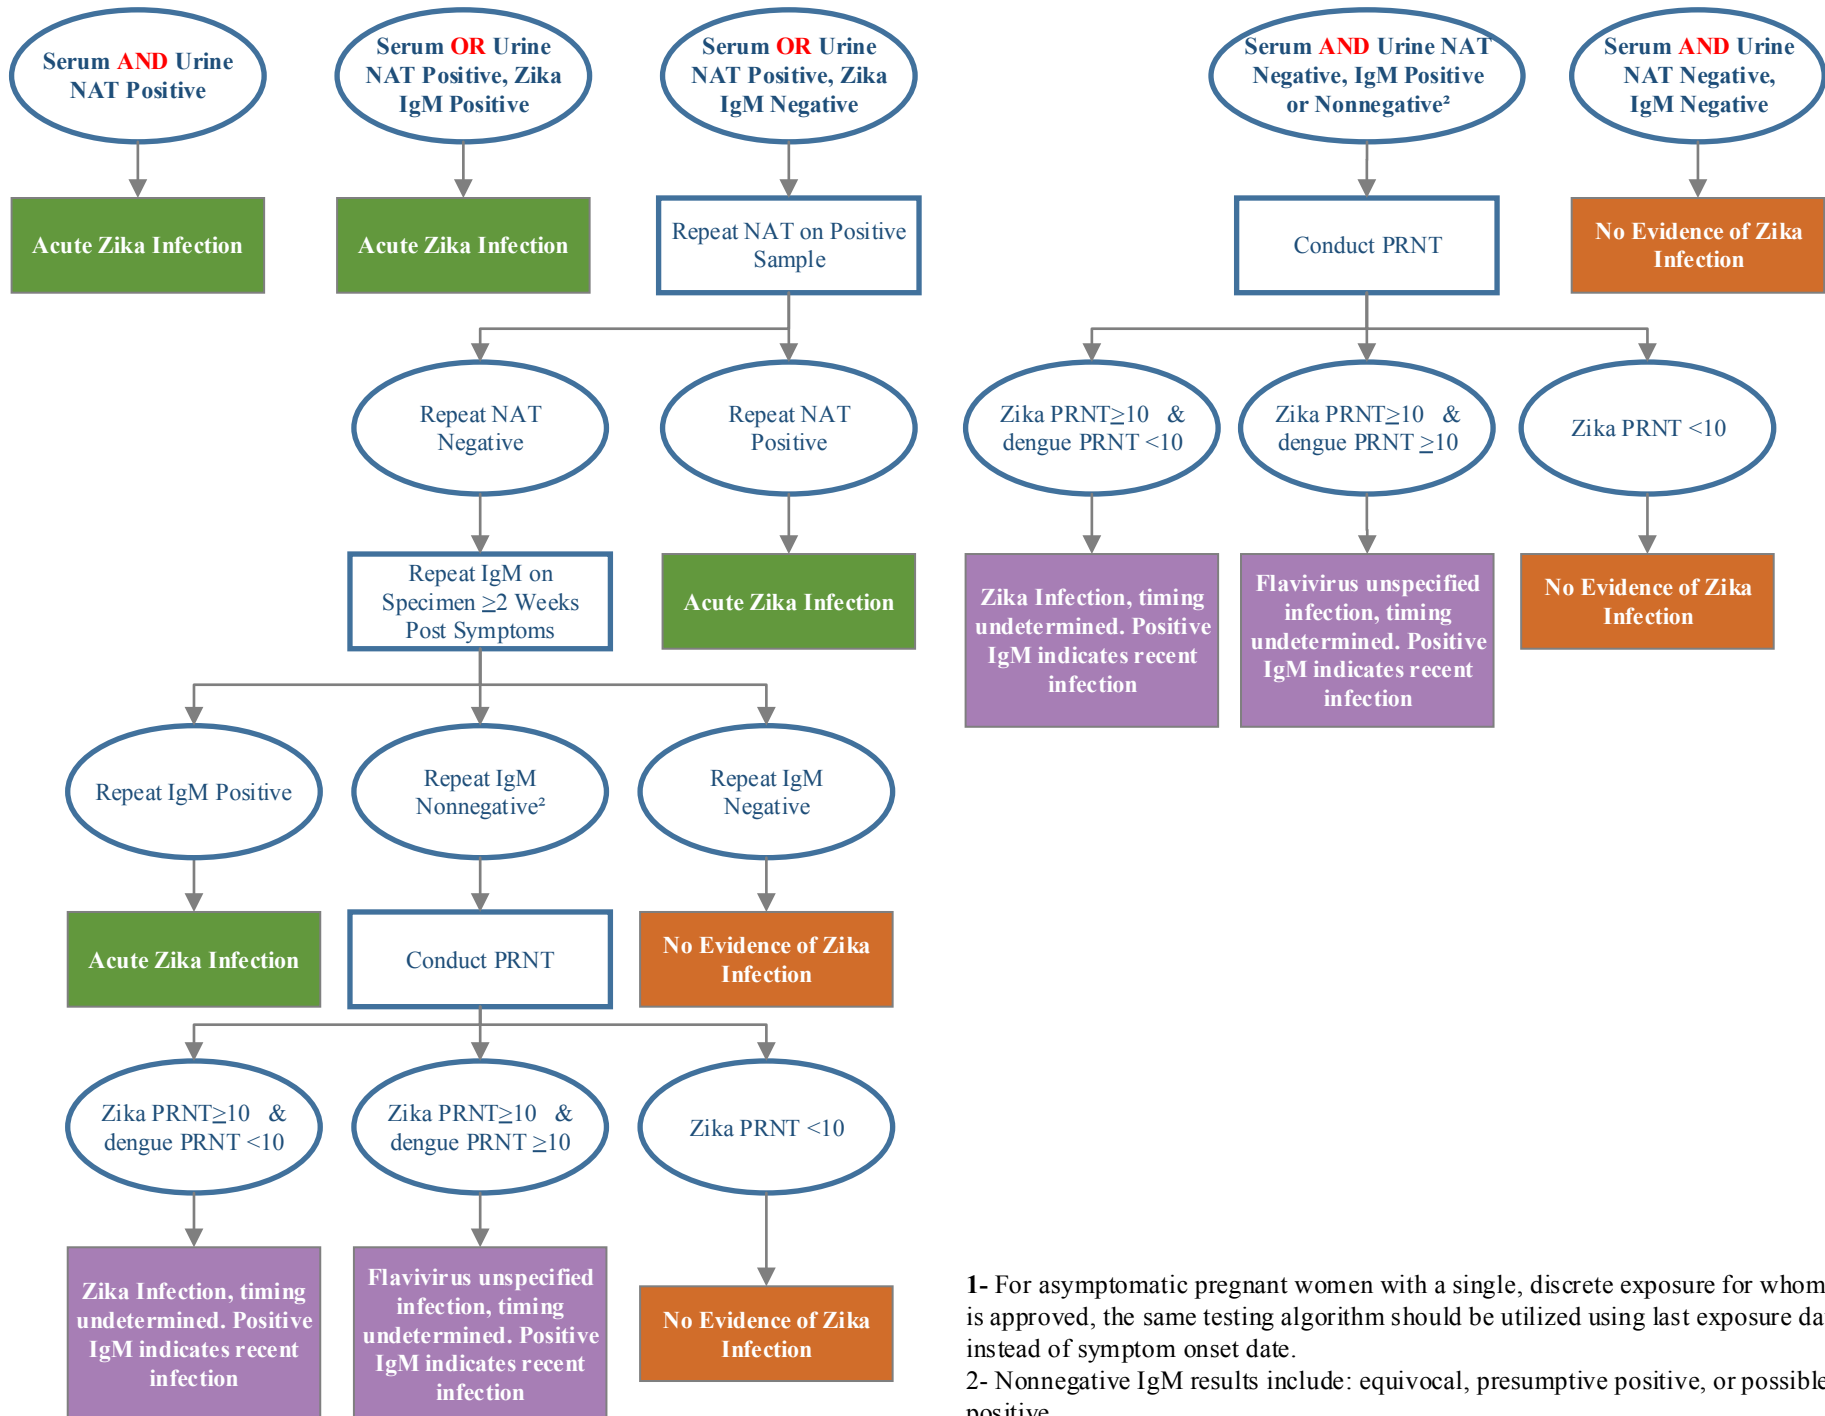 Serum AND Urine
NAT Positive
Serum OR Urine
NAT Positive, Zika
IgM Positive
Serum OR Urine
NAT Positive, Zika
IgM Negative
Serum AND Urine NAT
Negative, IgM Positive
or Nonnegative²
Serum AND Urine
NAT Negative,
IgM Negative
Acute Zika Infection
Acute Zika Infection
Repeat NAT on Positive
Sample
Conduct PRNT
No Evidence of Zika
Infection
Repeat NAT
Negative
Repeat NAT
Positive
Zika PRNT≥10 &
dengue PRNT <10
Zika PRNT≥10 &
dengue PRNT ≥10
Zika PRNT <10
Repeat IgM on
Specimen ≥2 Weeks
Post Symptoms
Acute Zika Infection
Zika Infection, timing
undetermined. Positive
IgM indicates recent
infection
Flavivirus unspecified
infection, timing
undetermined. Positive
IgM indicates recent
infection
No Evidence of Zika
Infection
Repeat IgM Positive
Repeat IgM
Nonnegative²
Repeat IgM
Negative
Acute Zika Infection
Conduct PRNT
No Evidence of Zika
Infection
Zika PRNT≥10 &
dengue PRNT <10
Zika PRNT≥10 &
dengue PRNT ≥10
Zika PRNT <10
Zika Infection, timing
undetermined. Positive
IgM indicates recent
infection
Flavivirus unspecified
infection, timing
undetermined. Positive
IgM indicates recent
infection
No Evidence of Zika
Infection
1- For asymptomatic pregnant women with a single, discrete exposure for whom
is approved, the same testing algorithm should be utilized using last exposure da
instead of symptom onset date.
2- Nonnegative IgM results include: equivocal, presumptive positive, or possible
positive